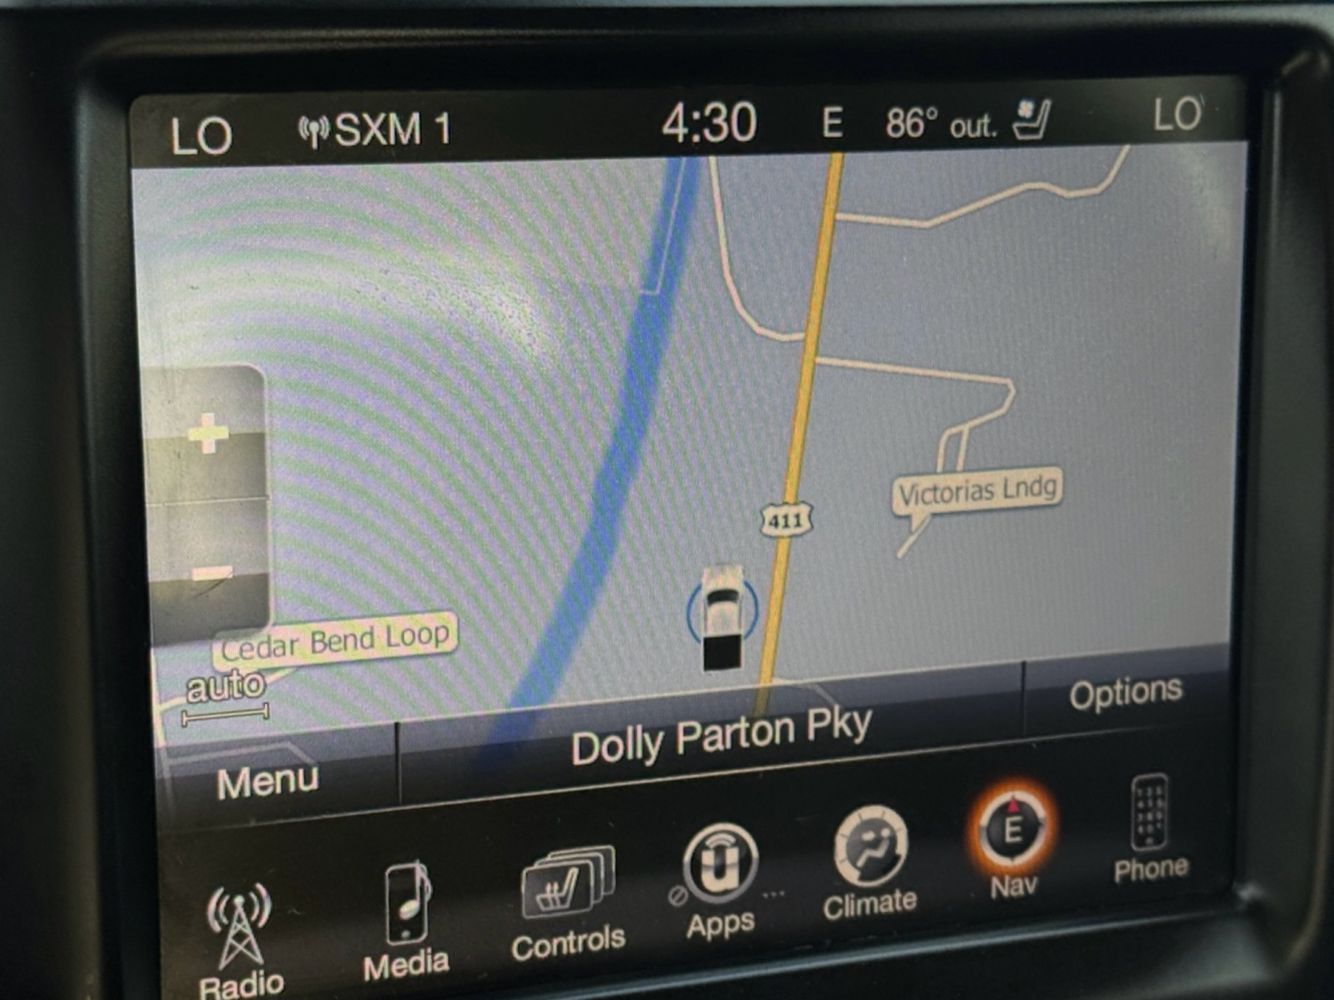 LO SXM 1 4:30 E 86° out. LO
411
Victorias Lndg
Cedar Bend Loop
auto
Menu Dolly Parton Pky Options
Radio Media Controls Apps Climate E Nav Phone